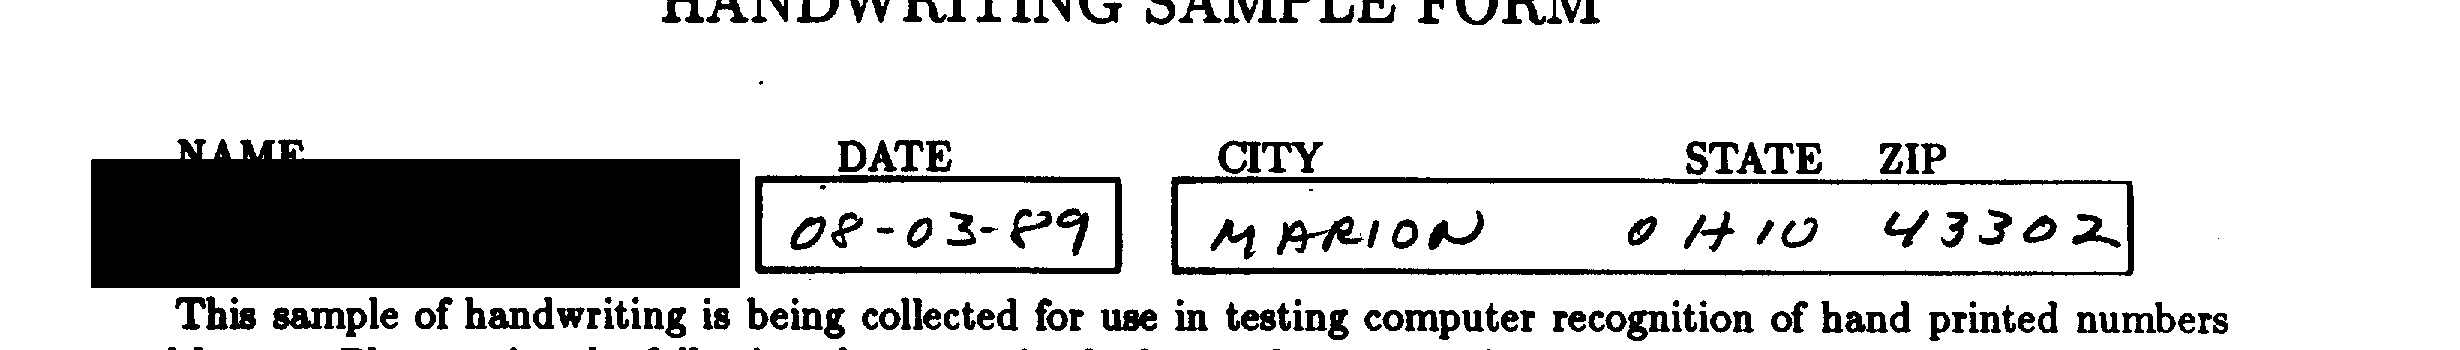 HANDWRITING SAMPLE FORM
NAME DATE CITY STATE ZIP
08-03-89 MARION OHIO 43302
This sample of handwriting is being collected for use in testing computer recognition of hand printed numbers